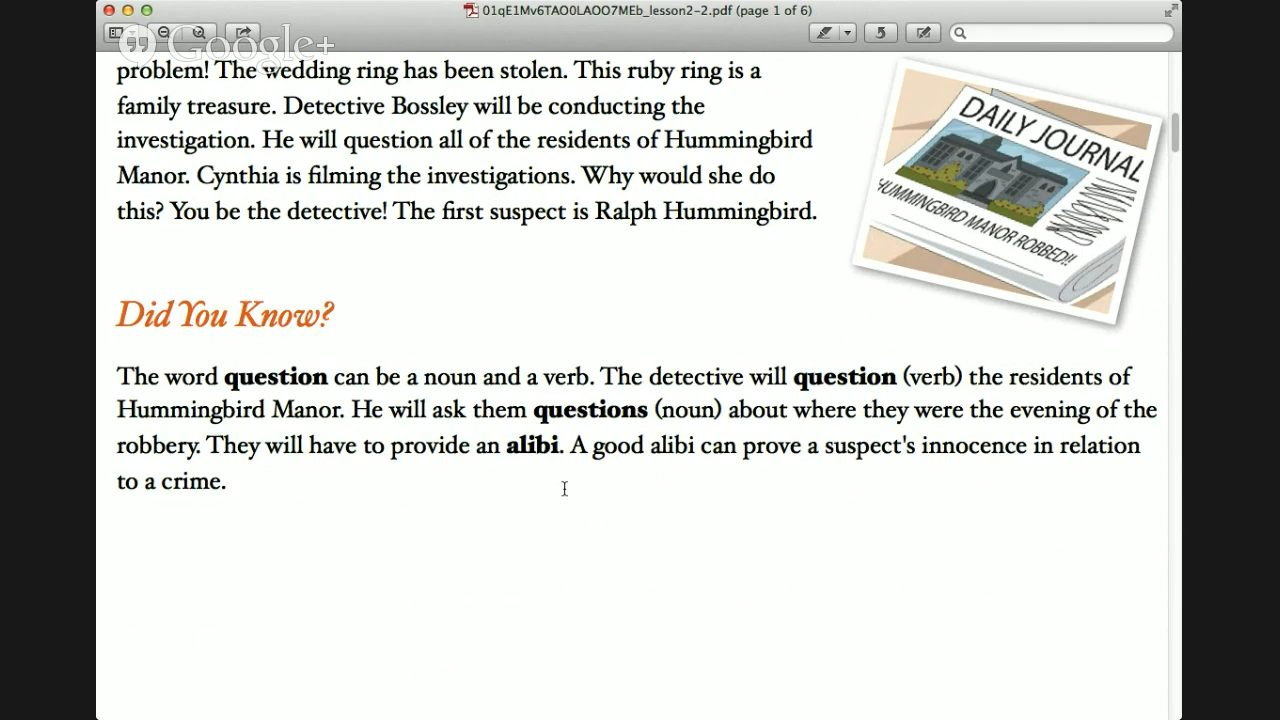 01qE1Mv6TAO0LAOO7MEb_lesson2-2.pdf (page 1 of 6)
Google+
problem! The wedding ring has been stolen. This ruby ring is a
family treasure. Detective Bossley will be conducting the
investigation. He will question all of the residents of Hummingbird
Manor. Cynthia is filming the investigations. Why would she do
this? You be the detective! The first suspect is Ralph Hummingbird.
DAILY JOURNAL
HUMMINGBIRD MANOR ROBBED!!
Did You Know?
The word question can be a noun and a verb. The detective will question (verb) the residents of
Hummingbird Manor. He will ask them questions (noun) about where they were the evening of the
robbery. They will have to provide an alibi. A good alibi can prove a suspect's innocence in relation
to a crime.